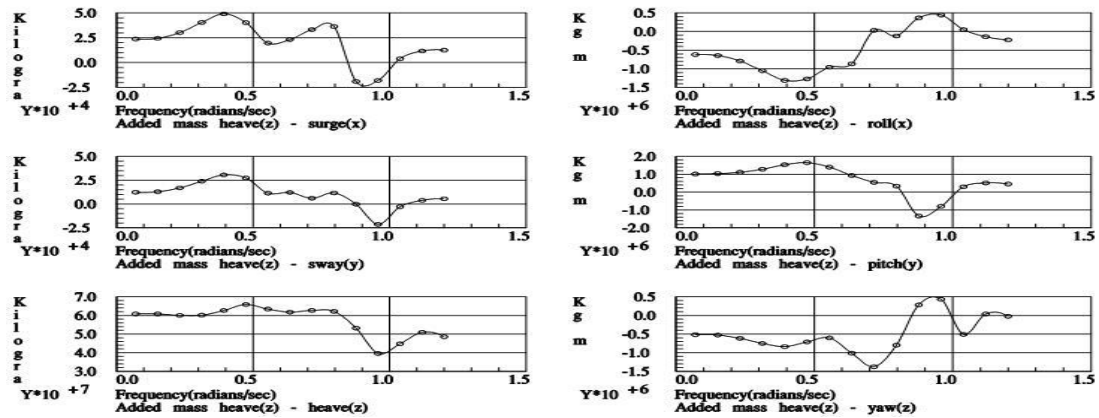 Kilogra
5.0
2.5
0.0
-2.5
Y*10 +4
0.0 0.5 1.0 1.5
Frequency(radians/sec)
Added mass heave(z) - surge(x)
Kg m
0.5
0.0
-0.5
-1.0
-1.5
Y*10 +6
0.0 0.5 1.0 1.5
Frequency(radians/sec)
Added mass heave(z) - roll(x)
Kilogra
5.0
2.5
0.0
-2.5
Y*10 +4
0.0 0.5 1.0 1.5
Frequency(radians/sec)
Added mass heave(z) - sway(y)
Kg m
2.0
1.0
0.0
-1.0
-2.0
Y*10 +6
0.0 0.5 1.0 1.5
Frequency(radians/sec)
Added mass heave(z) - pitch(y)
Kilogra
7.0
6.0
5.0
4.0
3.0
Y*10 +7
0.0 0.5 1.0 1.5
Frequency(radians/sec)
Added mass heave(z) - heave(z)
Kg m
0.5
0.0
-0.5
-1.0
-1.5
Y*10 +6
0.0 0.5 1.0 1.5
Frequency(radians/sec)
Added mass heave(z) - yaw(z)